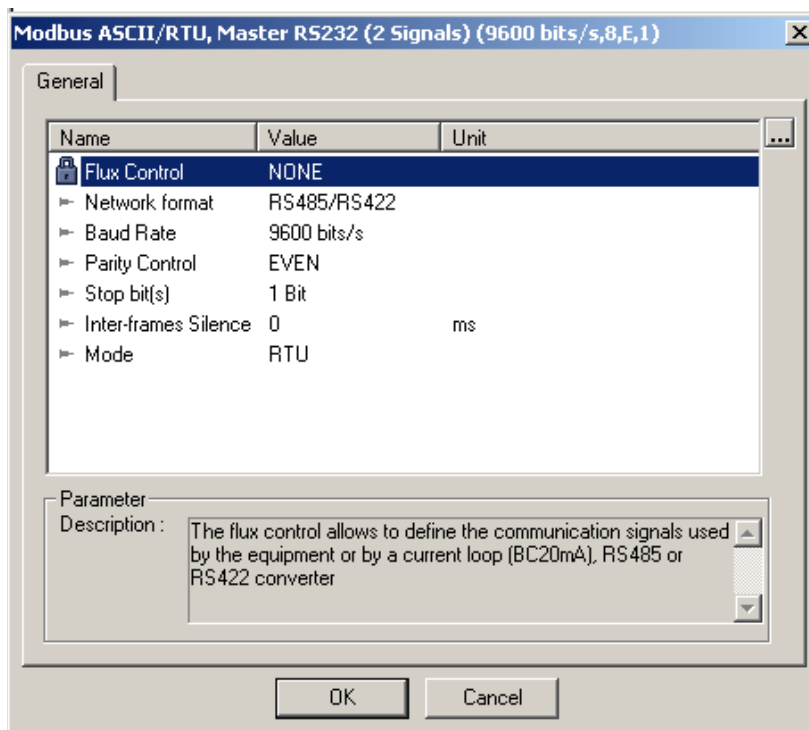 Modbus ASCII/RTU, Master RS232 (2 Signals) (9600 bits/s,8,E,1)
General
Name Value Unit
...
Flux Control NONE
Network format RS485/RS422
Baud Rate 9600 bits/s
Parity Control EVEN
Stop bit(s) 1 Bit
Inter-frames Silence 0 ms
Mode RTU
Parameter
Description : The flux control allows to define the communication signals used
by the equipment or by a current loop (BC20mA), RS485 or
RS422 converter
OK Cancel